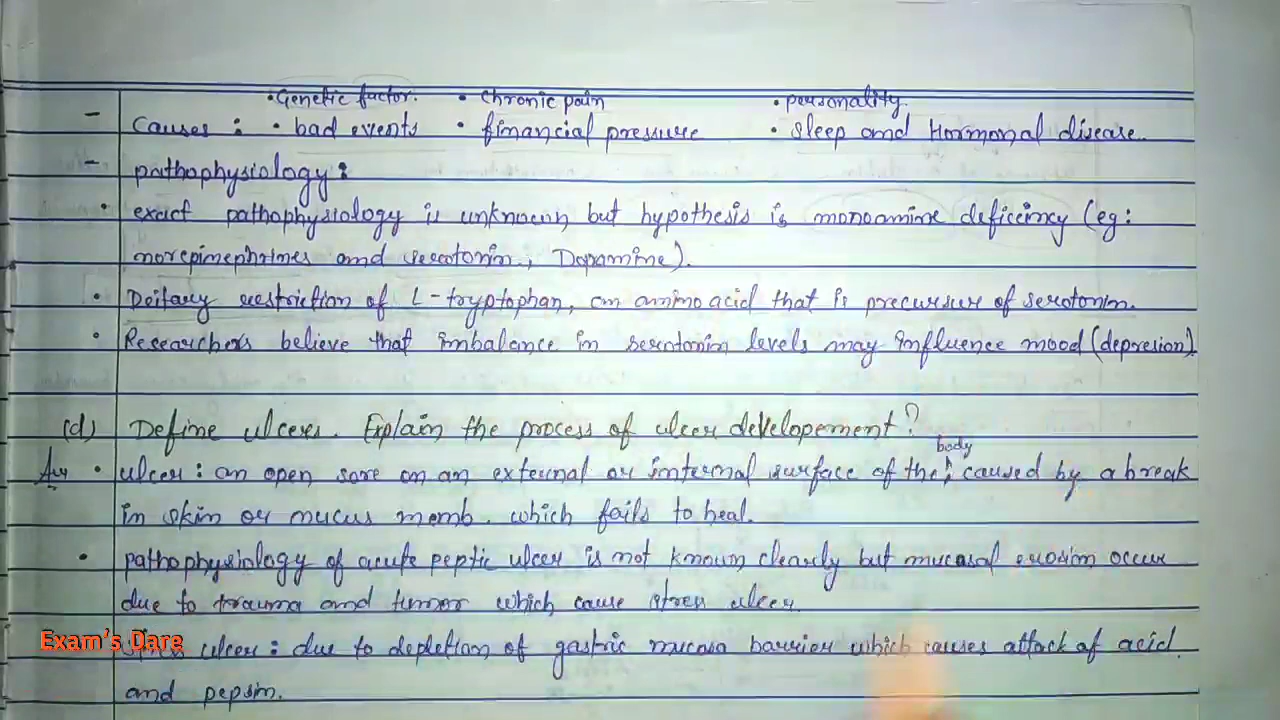 • Genetic factor. • chronic pain • personality.
- causes : • bad events • financial pressure • sleep and Hormonal disease.
- pathophysiology :
• exact pathophysiology is unknown but hypothesis is monoamine deficiency (eg:
norepinephrines and serotonin, Dopamine).
• Deitary restriction of L-tryptophan, an amino acid that is precursur of serotonin.
• Researchers believe that imbalance in serotonin levels may influence mood (depresion)
(d) Define ulcers. Explain the process of ulcer developement?
body
Ans • ulcer : an open sore on an external or internal surface of the, caused by a break
in skin or mucus memb. which fails to heal.
• pathophysiology of acute peptic ulcer is not known clearly but mucosal erosion occur
due to trauma and tumor which cause stress ulcer.
Exam's Dare
ulcer : due to depletion of gastric mucosa barrier which causes attack of acid.
and pepsin.